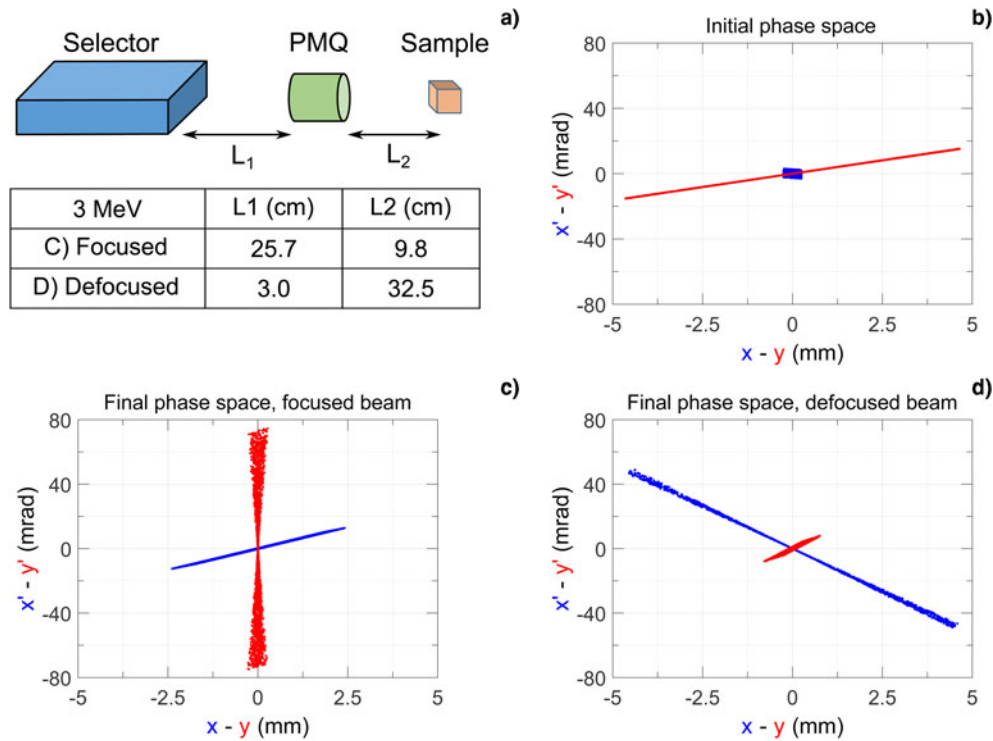 a)
Selector
PMQ
Sample
L1
L2
3 MeV L1 (cm) L2 (cm)
C) Focused 25.7 9.8
D) Defocused 3.0 32.5
b)
Initial phase space
80
40
0
-40
-80
x' - y' (mrad)
-5 -2.5 0 2.5 5
x - y (mm)
c)
Final phase space, focused beam
80
40
0
-40
-80
x' - y' (mrad)
-5 -2.5 0 2.5 5
x - y (mm)
d)
Final phase space, defocused beam
80
40
0
-40
-80
x' - y' (mrad)
-5 -2.5 0 2.5 5
x - y (mm)